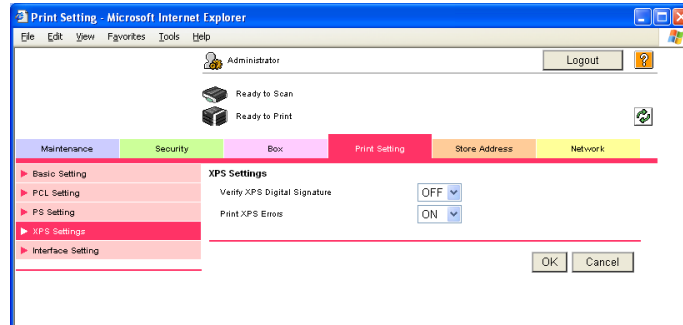 Print Setting - Microsoft Internet Explorer
File Edit View Favorites Tools Help
Administrator
Logout
?
Ready to Scan
Ready to Print
Maintenance Security Box Print Setting Store Address Network
Basic Setting
PCL Setting
PS Setting
XPS Settings
Interface Setting
XPS Settings
Verify XPS Digital Signature OFF
Print XPS Errors ON
OK Cancel